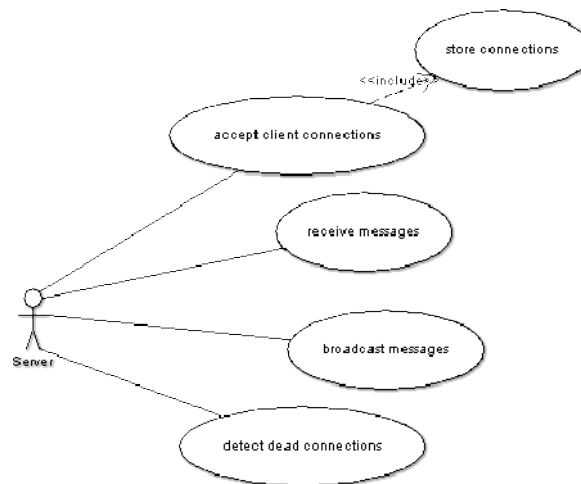 store connections
<<include>>
accept client connections
receive messages
broadcast messages
Server
detect dead connections